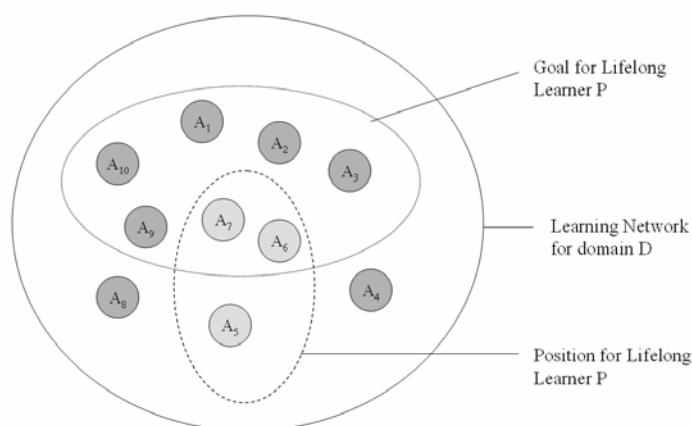 Goal for Lifelong
Learner P
A1
A2
A10
A3
A7
A9
A6
Learning Network
for domain D
A8
A4
A5
Position for Lifelong
Learner P